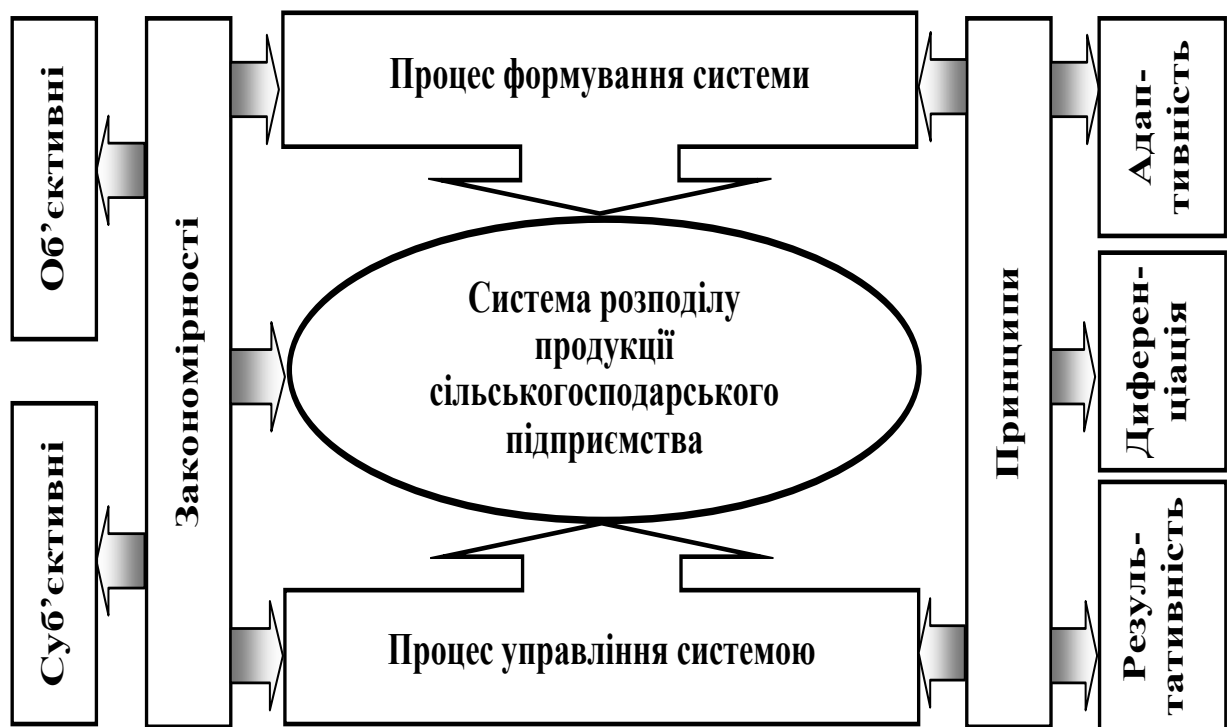 Об’єктивні
Суб’єктивні
Закономірності
Процес формування системи
Система розподілу
продукції
сільськогосподарського
підприємства
Процес управління системою
Принципи
Адап-
тивність
Диферен-
ціація
Резуль-
тативність